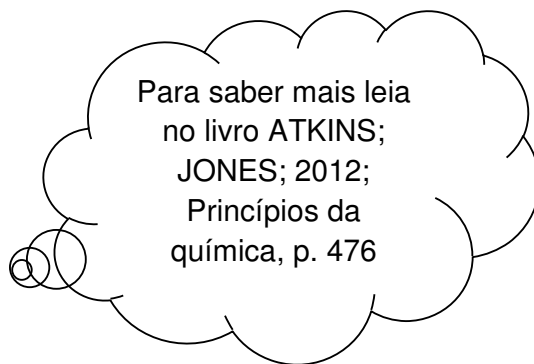 Para saber mais leia
no livro ATKINS;
JONES; 2012;
Princípios da
química, p. 476